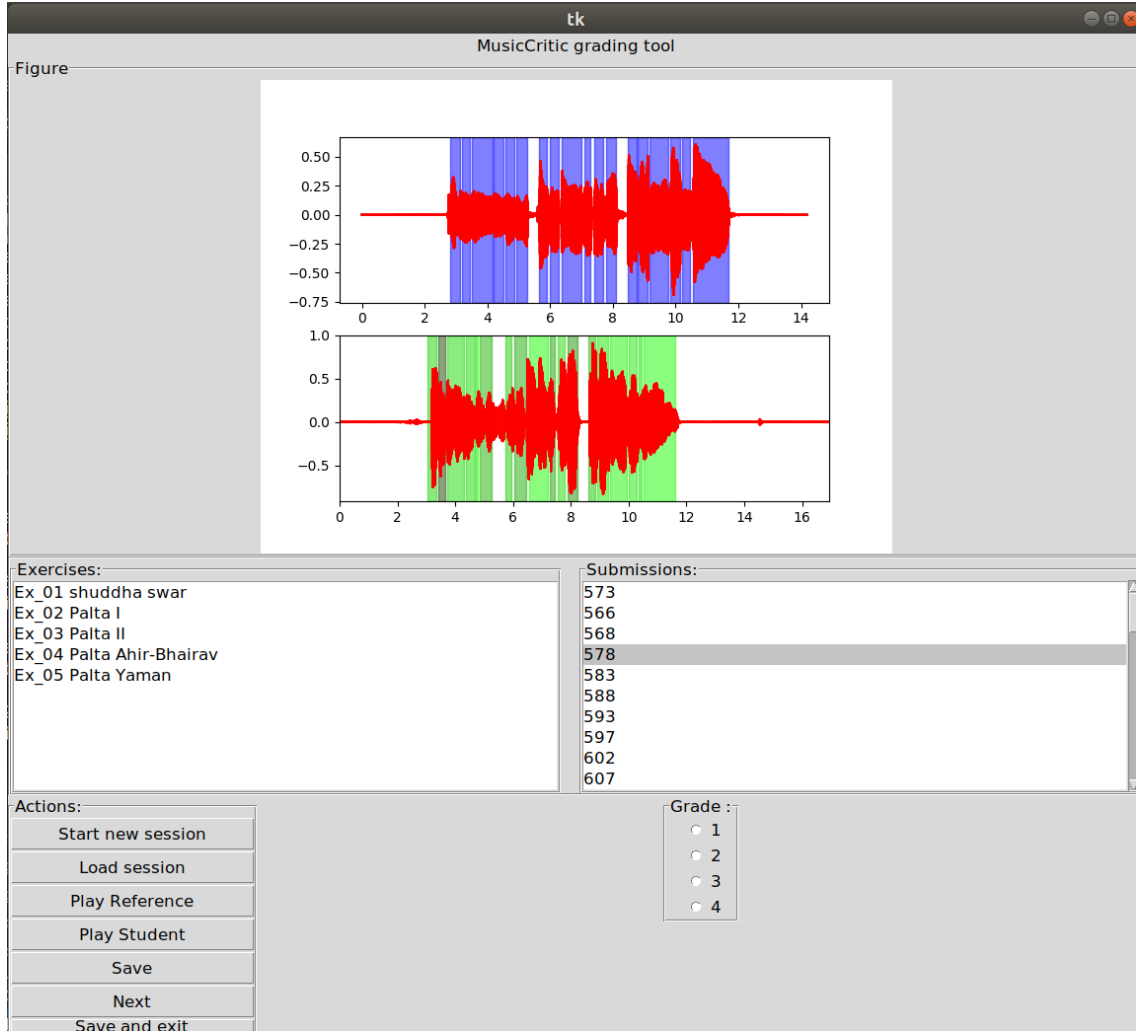 tk
MusicCritic grading tool
Figure
0.50
0.25
0.00
−0.25
−0.50
−0.75
0 2 4 6 8 10 12 14
1.0
0.5
0.0
−0.5
0 2 4 6 8 10 12 14 16
Exercises:
Ex_01 shuddha swar
Ex_02 Palta I
Ex_03 Palta II
Ex_04 Palta Ahir-Bhairav
Ex_05 Palta Yaman
Submissions:
573
566
568
578
583
588
593
597
602
607
Actions:
Start new session
Load session
Play Reference
Play Student
Save
Next
Save and exit
Grade :
1
2
3
4